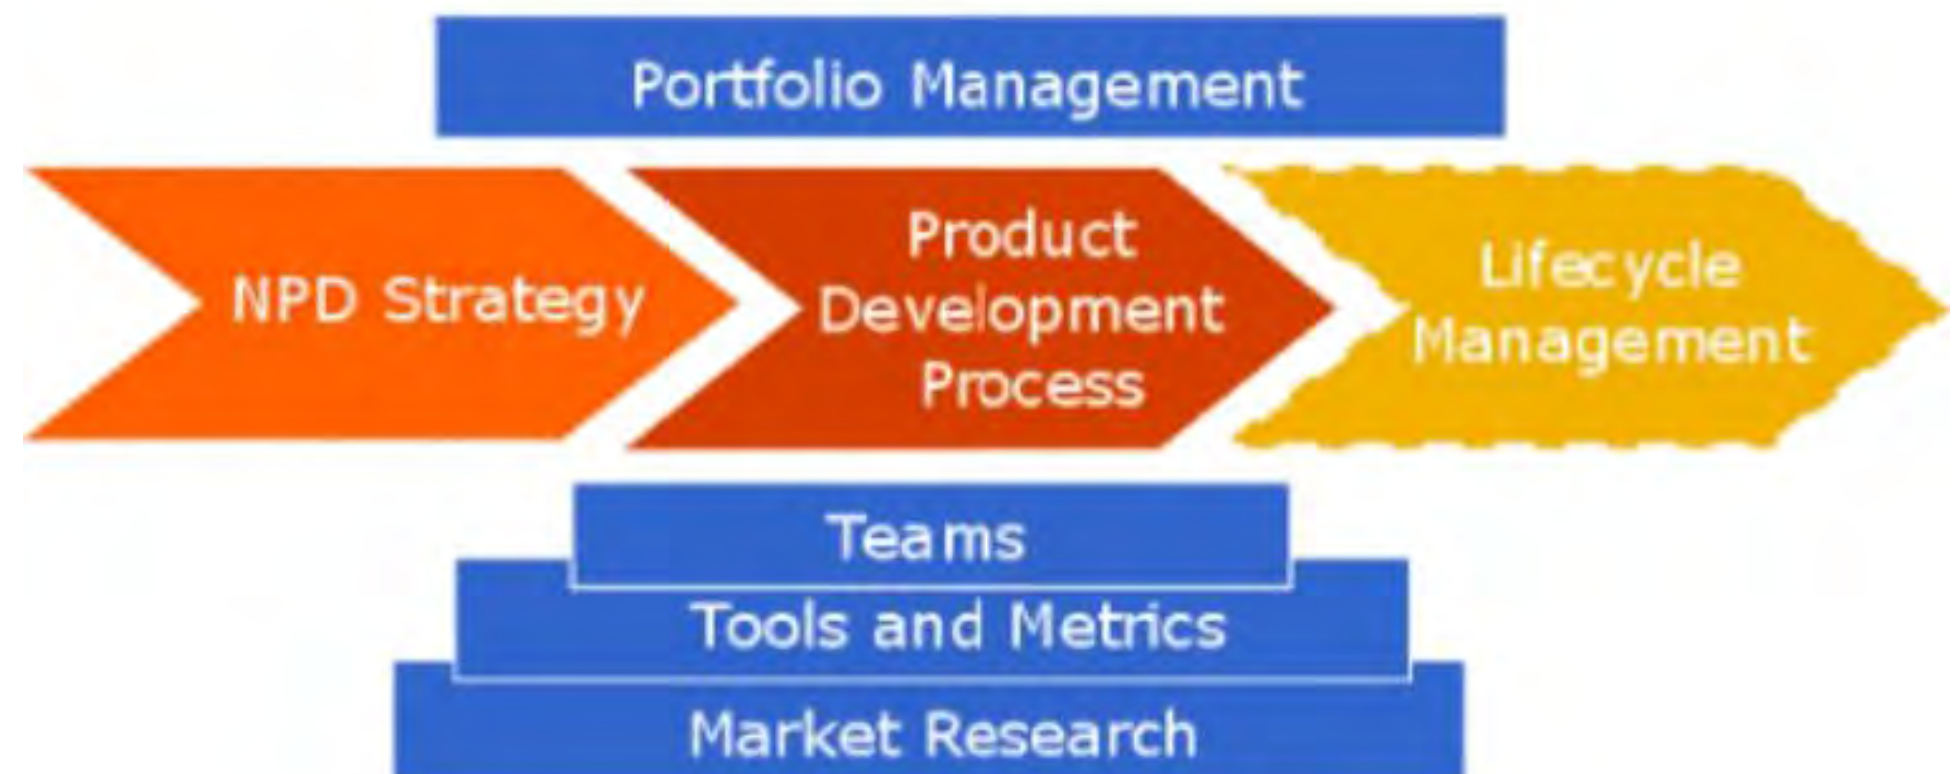 Portfolio Management
NPD Strategy
Product
Development
Process
Lifecycle
Management
Teams
Tools and Metrics
Market Research